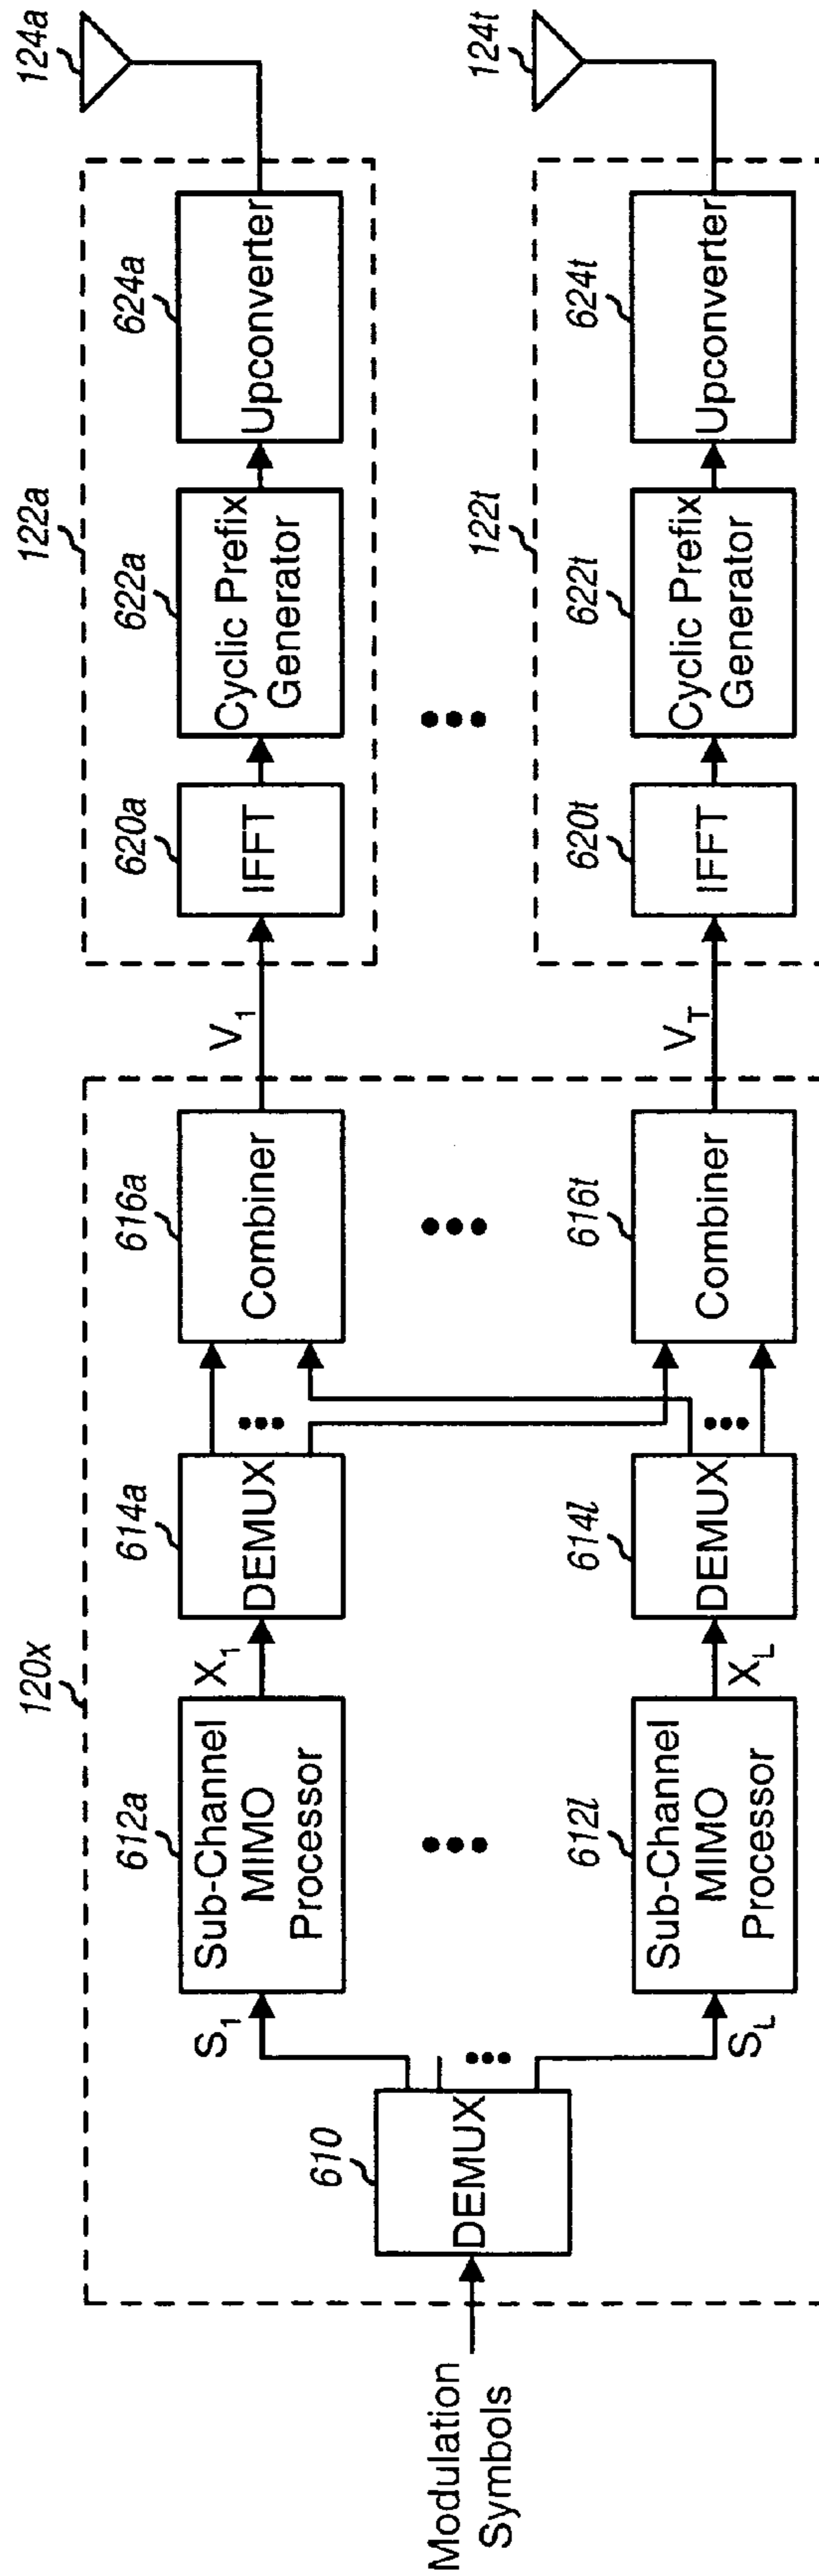 Modulation
Symbols
120x
610
DEMUX
S1
612a
Sub-Channel
MIMO
Processor
X1
614a
DEMUX
616a
Combiner
V1
122a
620a
IFFT
622a
Cyclic Prefix
Generator
624a
Upconverter
124a
SL
612l
Sub-Channel
MIMO
Processor
XL
614l
DEMUX
616t
Combiner
VT
122t
620t
IFFT
622t
Cyclic Prefix
Generator
624t
Upconverter
124t